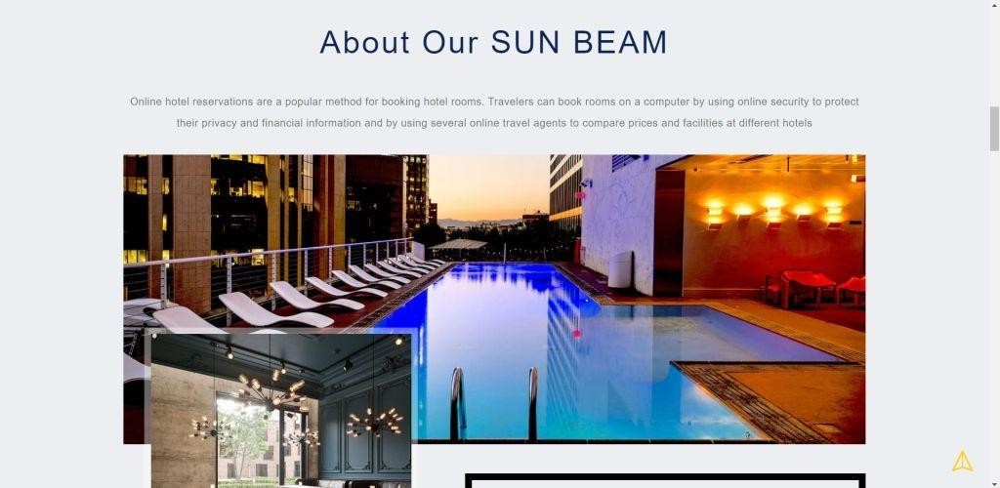 About Our SUN BEAM
Online hotel reservations are a popular method for booking hotel rooms. Travelers can book rooms on a computer by using online security to protect
their privacy and financial information and by using several online travel agents to compare prices and facilities at different hotels